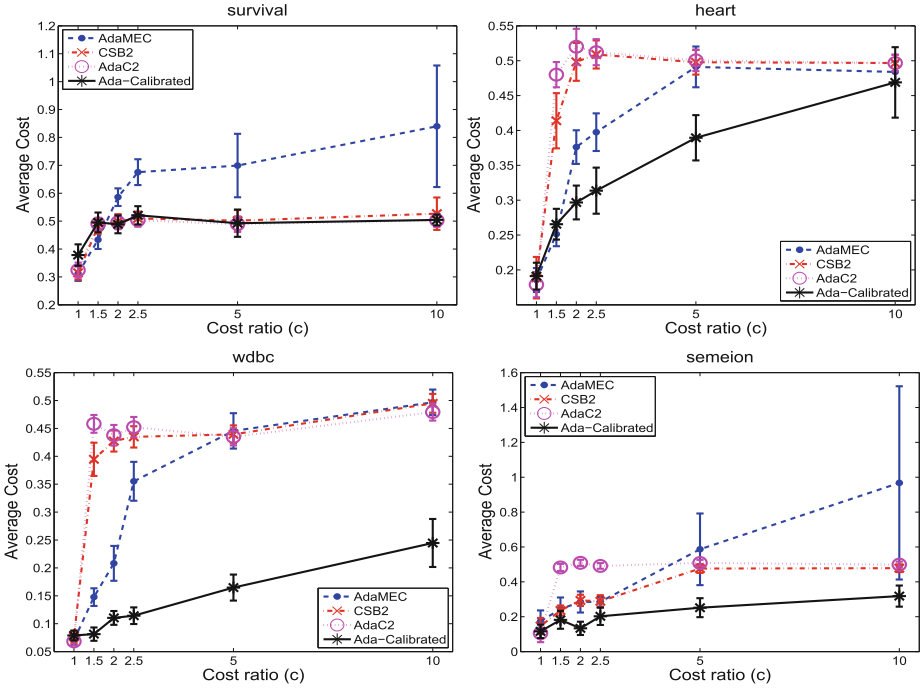 survival
Average Cost
1.2
1.1
1
0.9
0.8
0.7
0.6
0.5
0.4
0.3
0.2
AdaMEC
CSB2
AdaC2
Ada-Calibrated
1 1.5 2 2.5 5 10
Cost ratio (c)
heart
Average Cost
0.55
0.5
0.45
0.4
0.35
0.3
0.25
0.2
AdaMEC
CSB2
AdaC2
Ada-Calibrated
1 1.5 2 2.5 5 10
Cost ratio (c)
wdbc
Average Cost
0.55
0.5
0.45
0.4
0.35
0.3
0.25
0.2
0.15
0.1
0.05
AdaMEC
CSB2
AdaC2
Ada-Calibrated
1 1.5 2 2.5 5 10
Cost ratio (c)
semeion
Average Cost
1.6
1.4
1.2
1
0.8
0.6
0.4
0.2
0
AdaMEC
CSB2
AdaC2
Ada-Calibrated
1 1.5 2 2.5 5 10
Cost ratio (c)